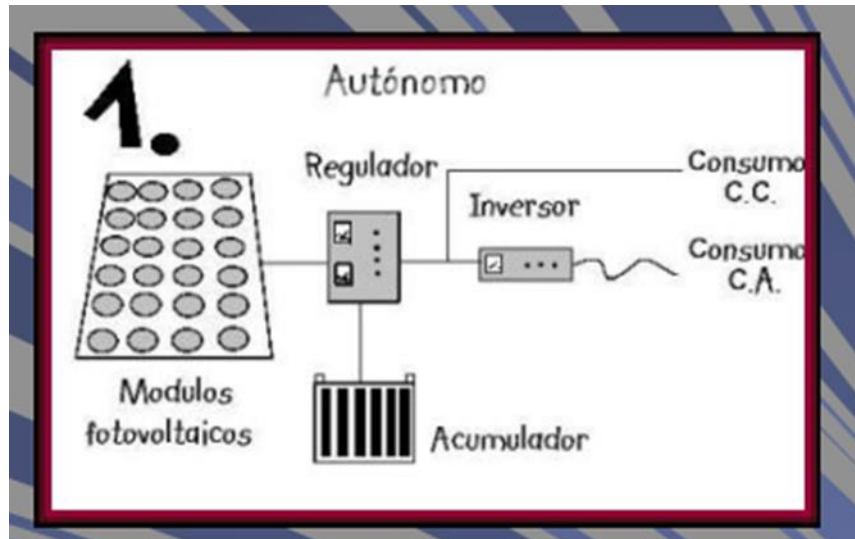 1.
Autónomo
Regulador
Consumo
C.C.
Inversor
Consumo
C.A.
Modulos
fotovoltaicos
Acumulador